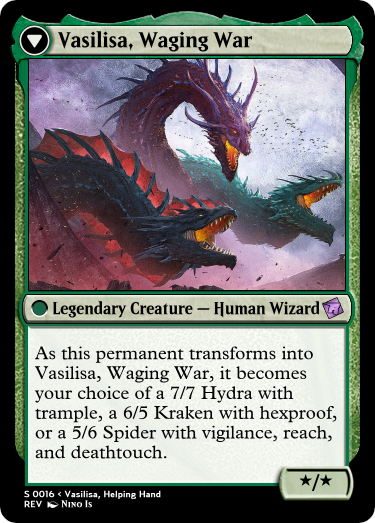 Vasilisa, Waging War
Legendary Creature — Human Wizard
As this permanent transforms into
Vasilisa, Waging War, it becomes
your choice of a 7/7 Hydra with
trample, a 6/5 Kraken with hexproof,
or a 5/6 Spider with vigilance, reach,
and deathtouch.
★/★
S 0016 < Vasilisa, Helping Hand
REV Nino Is